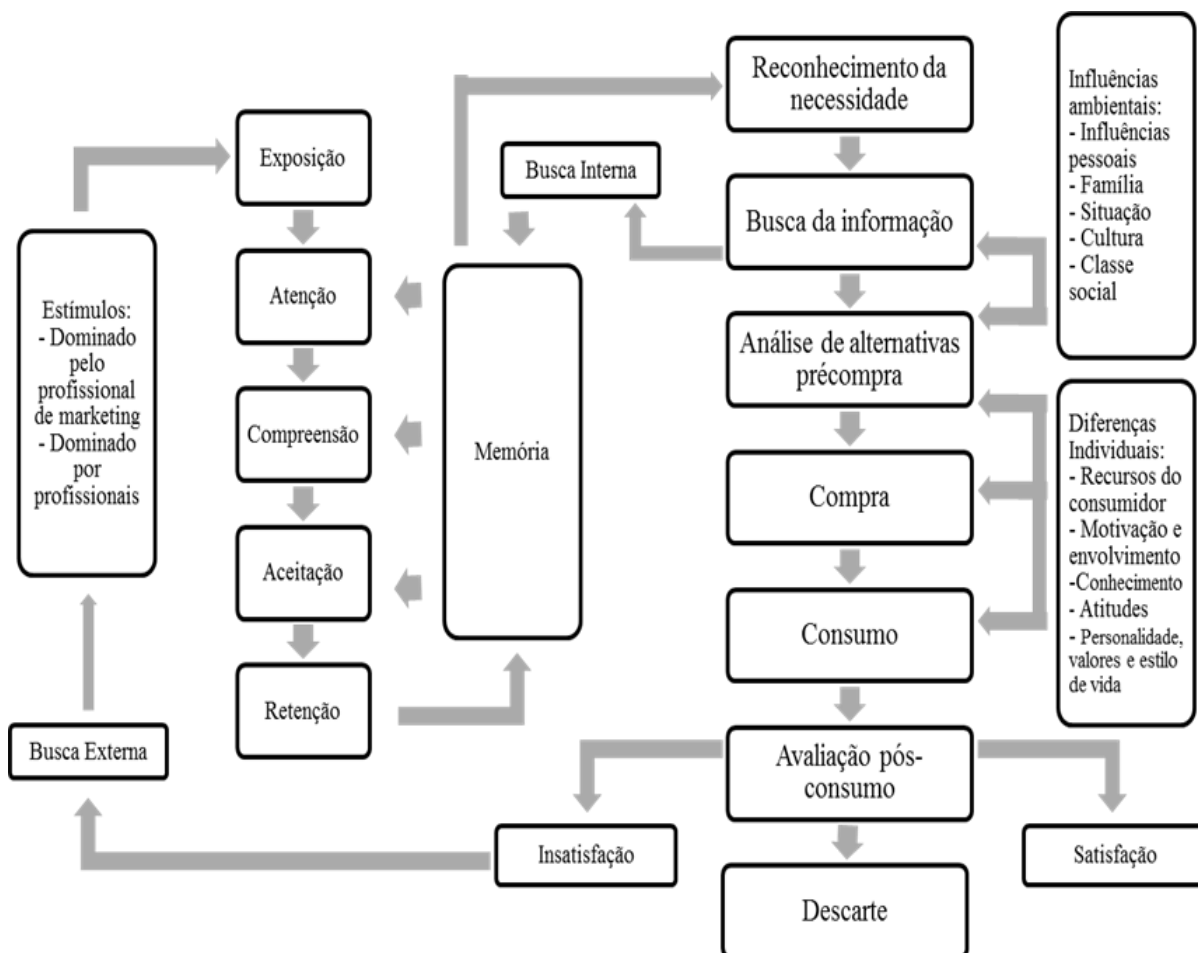 Estímulos:
- Dominado
pelo
profissional
de marketing
- Dominado
por
profissionais
Busca Externa
Exposição
Atenção
Compreensão
Aceitação
Retenção
Busca Interna
Memória
Insatisfação
Reconhecimento da
necessidade
Busca da informação
Análise de alternativas
précompra
Compra
Consumo
Avaliação pós-
consumo
Descarte
Satisfação
Influências
ambientais:
- Influências
pessoais
- Família
- Situação
- Cultura
- Classe
social
Diferenças
Individuais:
- Recursos do
consumidor
- Motivação e
envolvimento
-Conhecimento
- Atitudes
- Personalidade,
valores e estilo
de vida